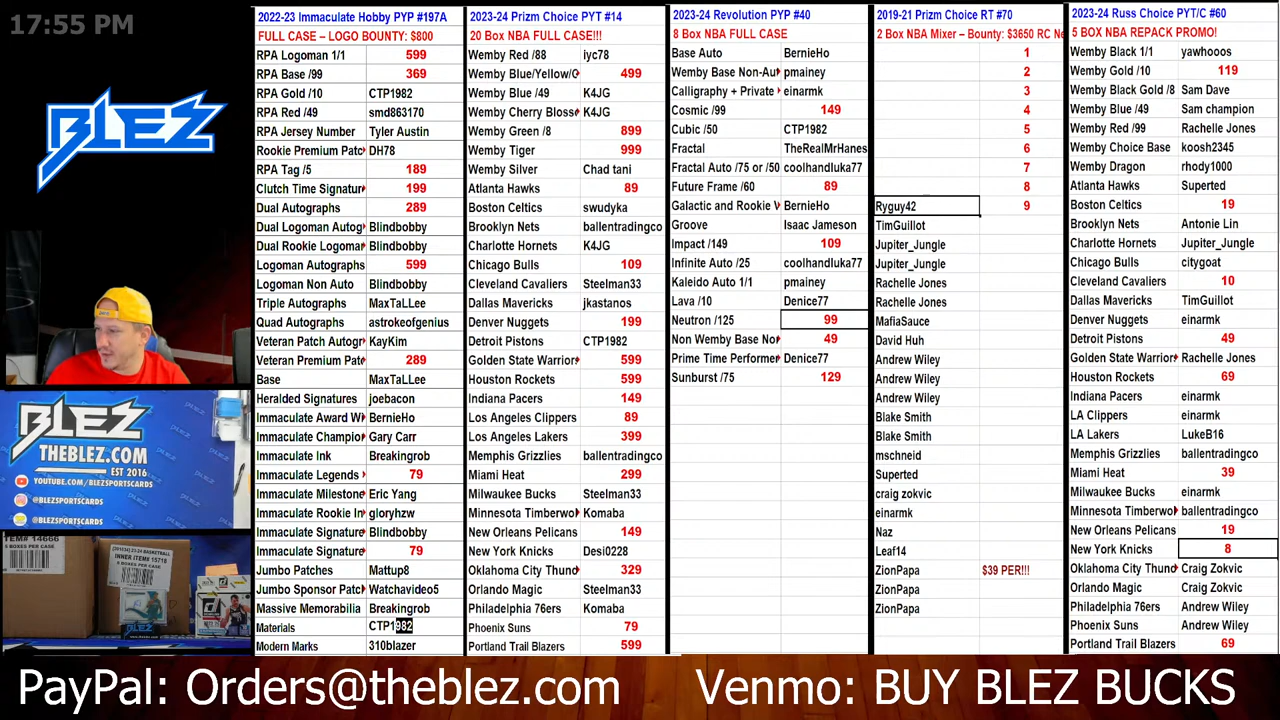 17:55 PM
BLEZ
BLEZ
THEBLEZ.COM
EST 2016
YOUTUBE.COM/BLEZSPORTSCARDS
@BLEZSPORTSCARDS
@BLEZSPORTSCARDS
ITEM# 14666
INNER ITEM# 15718
BLEZ
2022-23 Immaculate Hobby PYP #197A
FULL CASE – LOGO BOUNTY: $800
RPA Logoman 1/1 599
RPA Base /99 369
RPA Gold /10 CTP1982
RPA Red /49 smd863170
RPA Jersey Number Tyler Austin
Rookie Premium Patc DH78
RPA Tag /5 189
Clutch Time Signatur 199
Dual Autographs 289
Dual Logoman Autog Blindbobby
Dual Rookie Logoma Blindbobby
Logoman Autographs 599
Logoman Non Auto Blindbobby
Triple Autographs MaxTaLLee
Quad Autographs astrokeofgenius
Veteran Patch Autogr KayKim
Veteran Premium Pat 289
Base MaxTaLLee
Heralded Signatures joebacon
Immaculate Award W BernieHo
Immaculate Champio Gary Carr
Immaculate Ink Breakingrob
Immaculate Legends 79
Immaculate Milestone Eric Yang
Immaculate Rookie In gloryhzw
Immaculate Signature Blindbobby
Immaculate Signature 79
Jumbo Patches Mattup8
Jumbo Sponsor Patc Watchavideo5
Massive Memorabilia Breakingrob
Materials CTP1982
Modern Marks 310blazer
2023-24 Prizm Choice PYT #14
20 Box NBA FULL CASE!!!
Wemby Red /88 iyc78
Wemby Blue/Yellow/G 499
Wemby Blue /49 K4JG
Wemby Cherry Blosso K4JG
Wemby Green /8 899
Wemby Tiger 999
Wemby Silver Chad tani
Atlanta Hawks 89
Boston Celtics swudyka
Brooklyn Nets ballentradingco
Charlotte Hornets K4JG
Chicago Bulls 109
Cleveland Cavaliers Steelman33
Dallas Mavericks jkastanos
Denver Nuggets 199
Detroit Pistons CTP1982
Golden State Warrior 599
Houston Rockets 599
Indiana Pacers 149
Los Angeles Clippers 89
Los Angeles Lakers 399
Memphis Grizzlies ballentradingco
Miami Heat 299
Milwaukee Bucks Steelman33
Minnesota Timberwo Komaba
New Orleans Pelicans 149
New York Knicks Desi0228
Oklahoma City Thund 329
Orlando Magic Steelman33
Philadelphia 76ers Komaba
Phoenix Suns 79
Portland Trail Blazers 599
2023-24 Revolution PYP #40
8 Box NBA FULL CASE
Base Auto BernieHo
Wemby Base Non-Au pmainey
Calligraphy + Private einarmk
Cosmic /99 149
Cubic /50 CTP1982
Fractal TheRealMrHanes
Fractal Auto /75 or /50 coolhandluka77
Future Frame /60 89
Galactic and Rookie V BernieHo
Groove Isaac Jameson
Impact /149 109
Infinite Auto /25 coolhandluka77
Kaleido Auto 1/1 pmainey
Lava /10 Denice77
Neutron /125 99
Non Wemby Base No 49
Prime Time Performer Denice77
Sunburst /75 129
2019-21 Prizm Choice RT #70
2 Box NBA Mixer – Bounty: $3650 RC Ne
1
2
3
4
5
6
7
8
Ryguy42 9
TimGuillot
Jupiter_Jungle
Jupiter_Jungle
Rachelle Jones
Rachelle Jones
MafiaSauce
David Huh
Andrew Wiley
Andrew Wiley
Andrew Wiley
Blake Smith
Blake Smith
mschneid
Superted
craig zokvic
einarmk
Naz
Leaf14
ZionPapa $39 PER!!!
ZionPapa
ZionPapa
2023-24 Russ Choice PYT/C #60
5 BOX NBA REPACK PROMO!
Wemby Black 1/1 yawhooos
Wemby Gold /10 119
Wemby Black Gold /8 Sam Dave
Wemby Blue /49 Sam champion
Wemby Red /99 Rachelle Jones
Wemby Choice Base koosh2345
Wemby Dragon rhody1000
Atlanta Hawks Superted
Boston Celtics 19
Brooklyn Nets Antonie Lin
Charlotte Hornets Jupiter_Jungle
Chicago Bulls citygoat
Cleveland Cavaliers 10
Dallas Mavericks TimGuillot
Denver Nuggets einarmk
Detroit Pistons 49
Golden State Warrior Rachelle Jones
Houston Rockets 69
Indiana Pacers einarmk
LA Clippers einarmk
LA Lakers LukeB16
Memphis Grizzlies ballentradingco
Miami Heat 39
Milwaukee Bucks einarmk
Minnesota Timberwo ballentradingco
New Orleans Pelicans 19
New York Knicks 8
Oklahoma City Thund Craig Zokvic
Orlando Magic Craig Zokvic
Philadelphia 76ers Andrew Wiley
Phoenix Suns Andrew Wiley
Portland Trail Blazers 69
PayPal: Orders@theblez.com Venmo: BUY BLEZ BUCKS